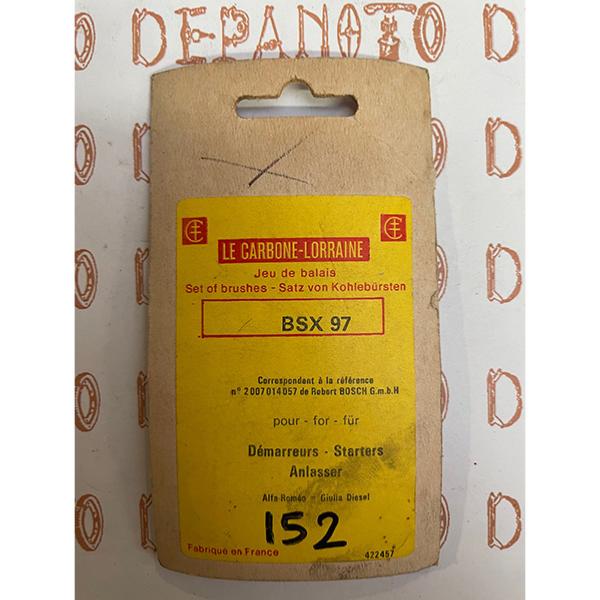 DEPANOTO
LE CARBONE-LORRAINE
Jeu de balais
Set of brushes - Satz von Kohlebürsten
BSX 97
Correspondant à la référence
n° 2007014057 de Robert BOSCH G.m.b.H
pour - for - für
Démarreurs - Starters
Anlasser
Alfa-Roméo - Giulia Diesel
152
Fabriqué en France
422457